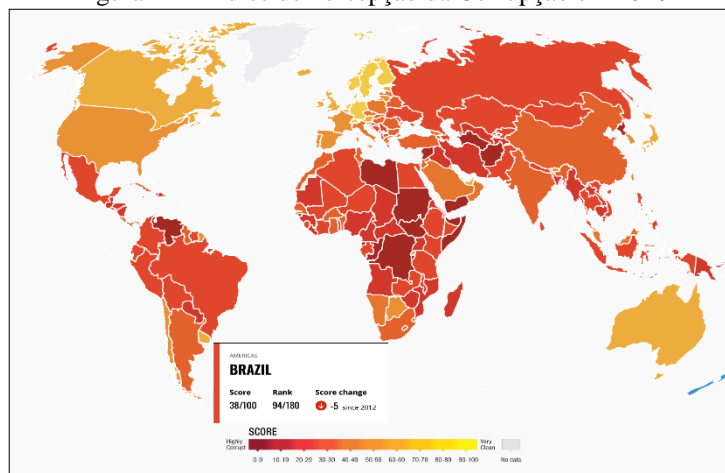 AMERICAS
BRAZIL
Score Rank Score change
38/100 94/180 -5 since 2012
SCORE
Highly Corrupt Very Clean
0-9 10-19 20-29 30-39 40-49 50-59 60-69 70-79 80-89 90-100 No data